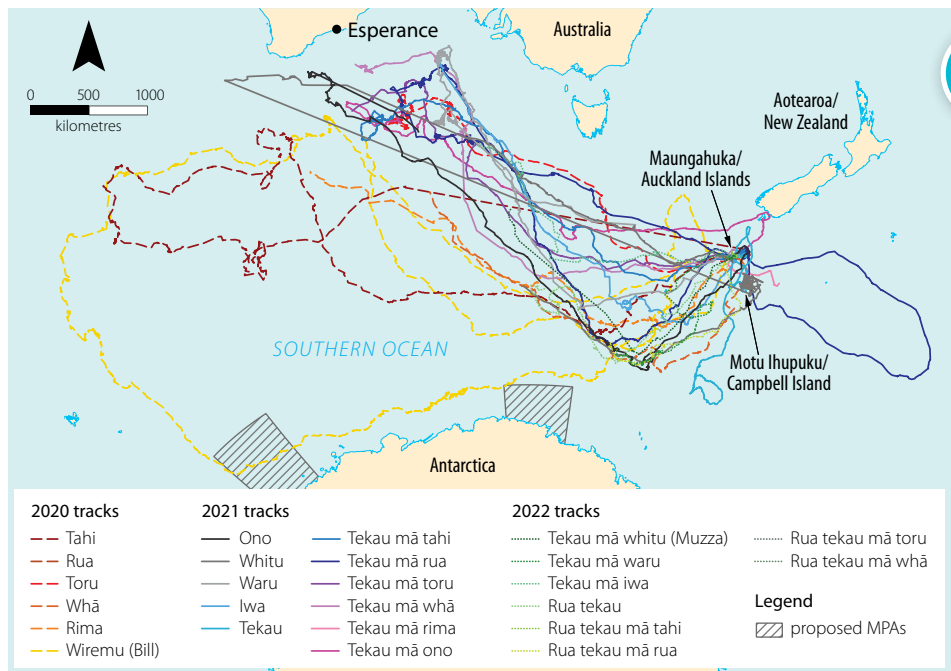 Esperance
Australia
0 500 1000
kilometres
Aotearoa/
New Zealand
Maungahuka/
Auckland Islands
SOUTHERN OCEAN
Motu Ihupuku/
Campbell Island
Antarctica
2020 tracks
Tahi
Rua
Toru
Whā
Rima
Wiremu (Bill)
2021 tracks
Ono
Whitu
Waru
Iwa
Tekau
Tekau mā tahi
Tekau mā rua
Tekau mā toru
Tekau mā whā
Tekau mā rima
Tekau mā ono
2022 tracks
Tekau mā whitu (Muzza)
Tekau mā waru
Tekau mā iwa
Rua tekau
Rua tekau mā tahi
Rua tekau mā rua
Rua tekau mā toru
Rua tekau mā whā
Legend
proposed MPAs